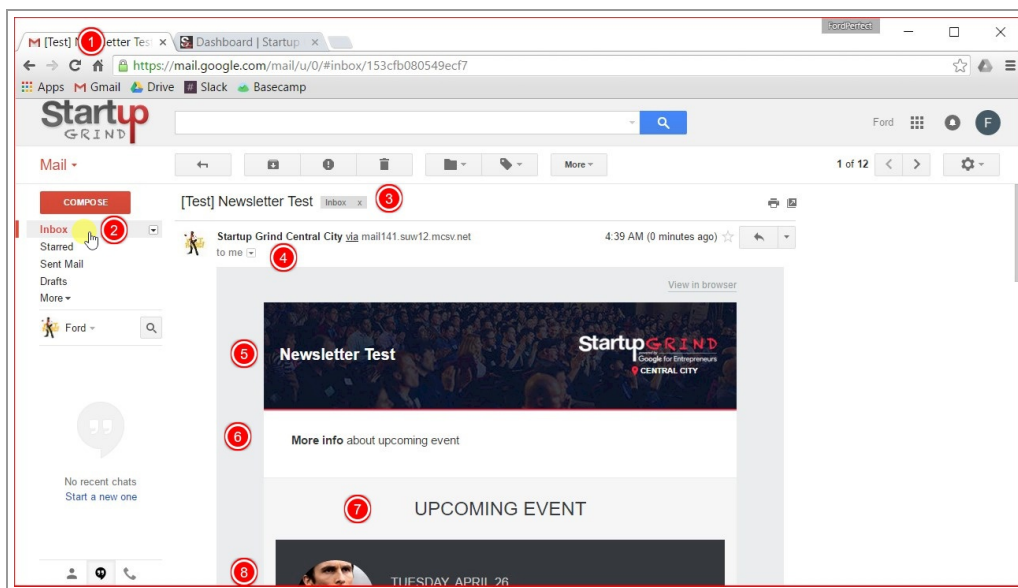 FordPerfect
M [Test] N 1 etter Tes ×
Dashboard | Startup ×
https://mail.google.com/mail/u/0/#inbox/153cfb080549ecf7
Apps Gmail Drive Slack Basecamp
Startup
GRIND
Ford
F
Mail
More
1 of 12
COMPOSE
[Test] Newsletter Test Inbox x 3
Inbox 2
Startup Grind Central City via mail141.suw12.mcsv.net 4:39 AM (0 minutes ago)
Starred
to me 4
Sent Mail
Drafts
More
View in browser
Ford
5 Newsletter Test
StartupGRIND
powered by
Google for Entrepreneurs
CENTRAL CITY
6 More info about upcoming event
No recent chats
Start a new one
7 UPCOMING EVENT
8 TUESDAY, APRIL 26